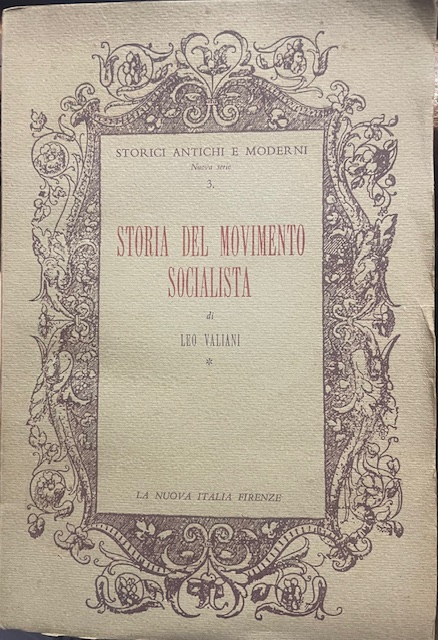 STORICI ANTICHI E MODERNI
Nuova serie
3.
STORIA DEL MOVIMENTO
SOCIALISTA
di
LEO VALIANI
*
LA NUOVA ITALIA FIRENZE